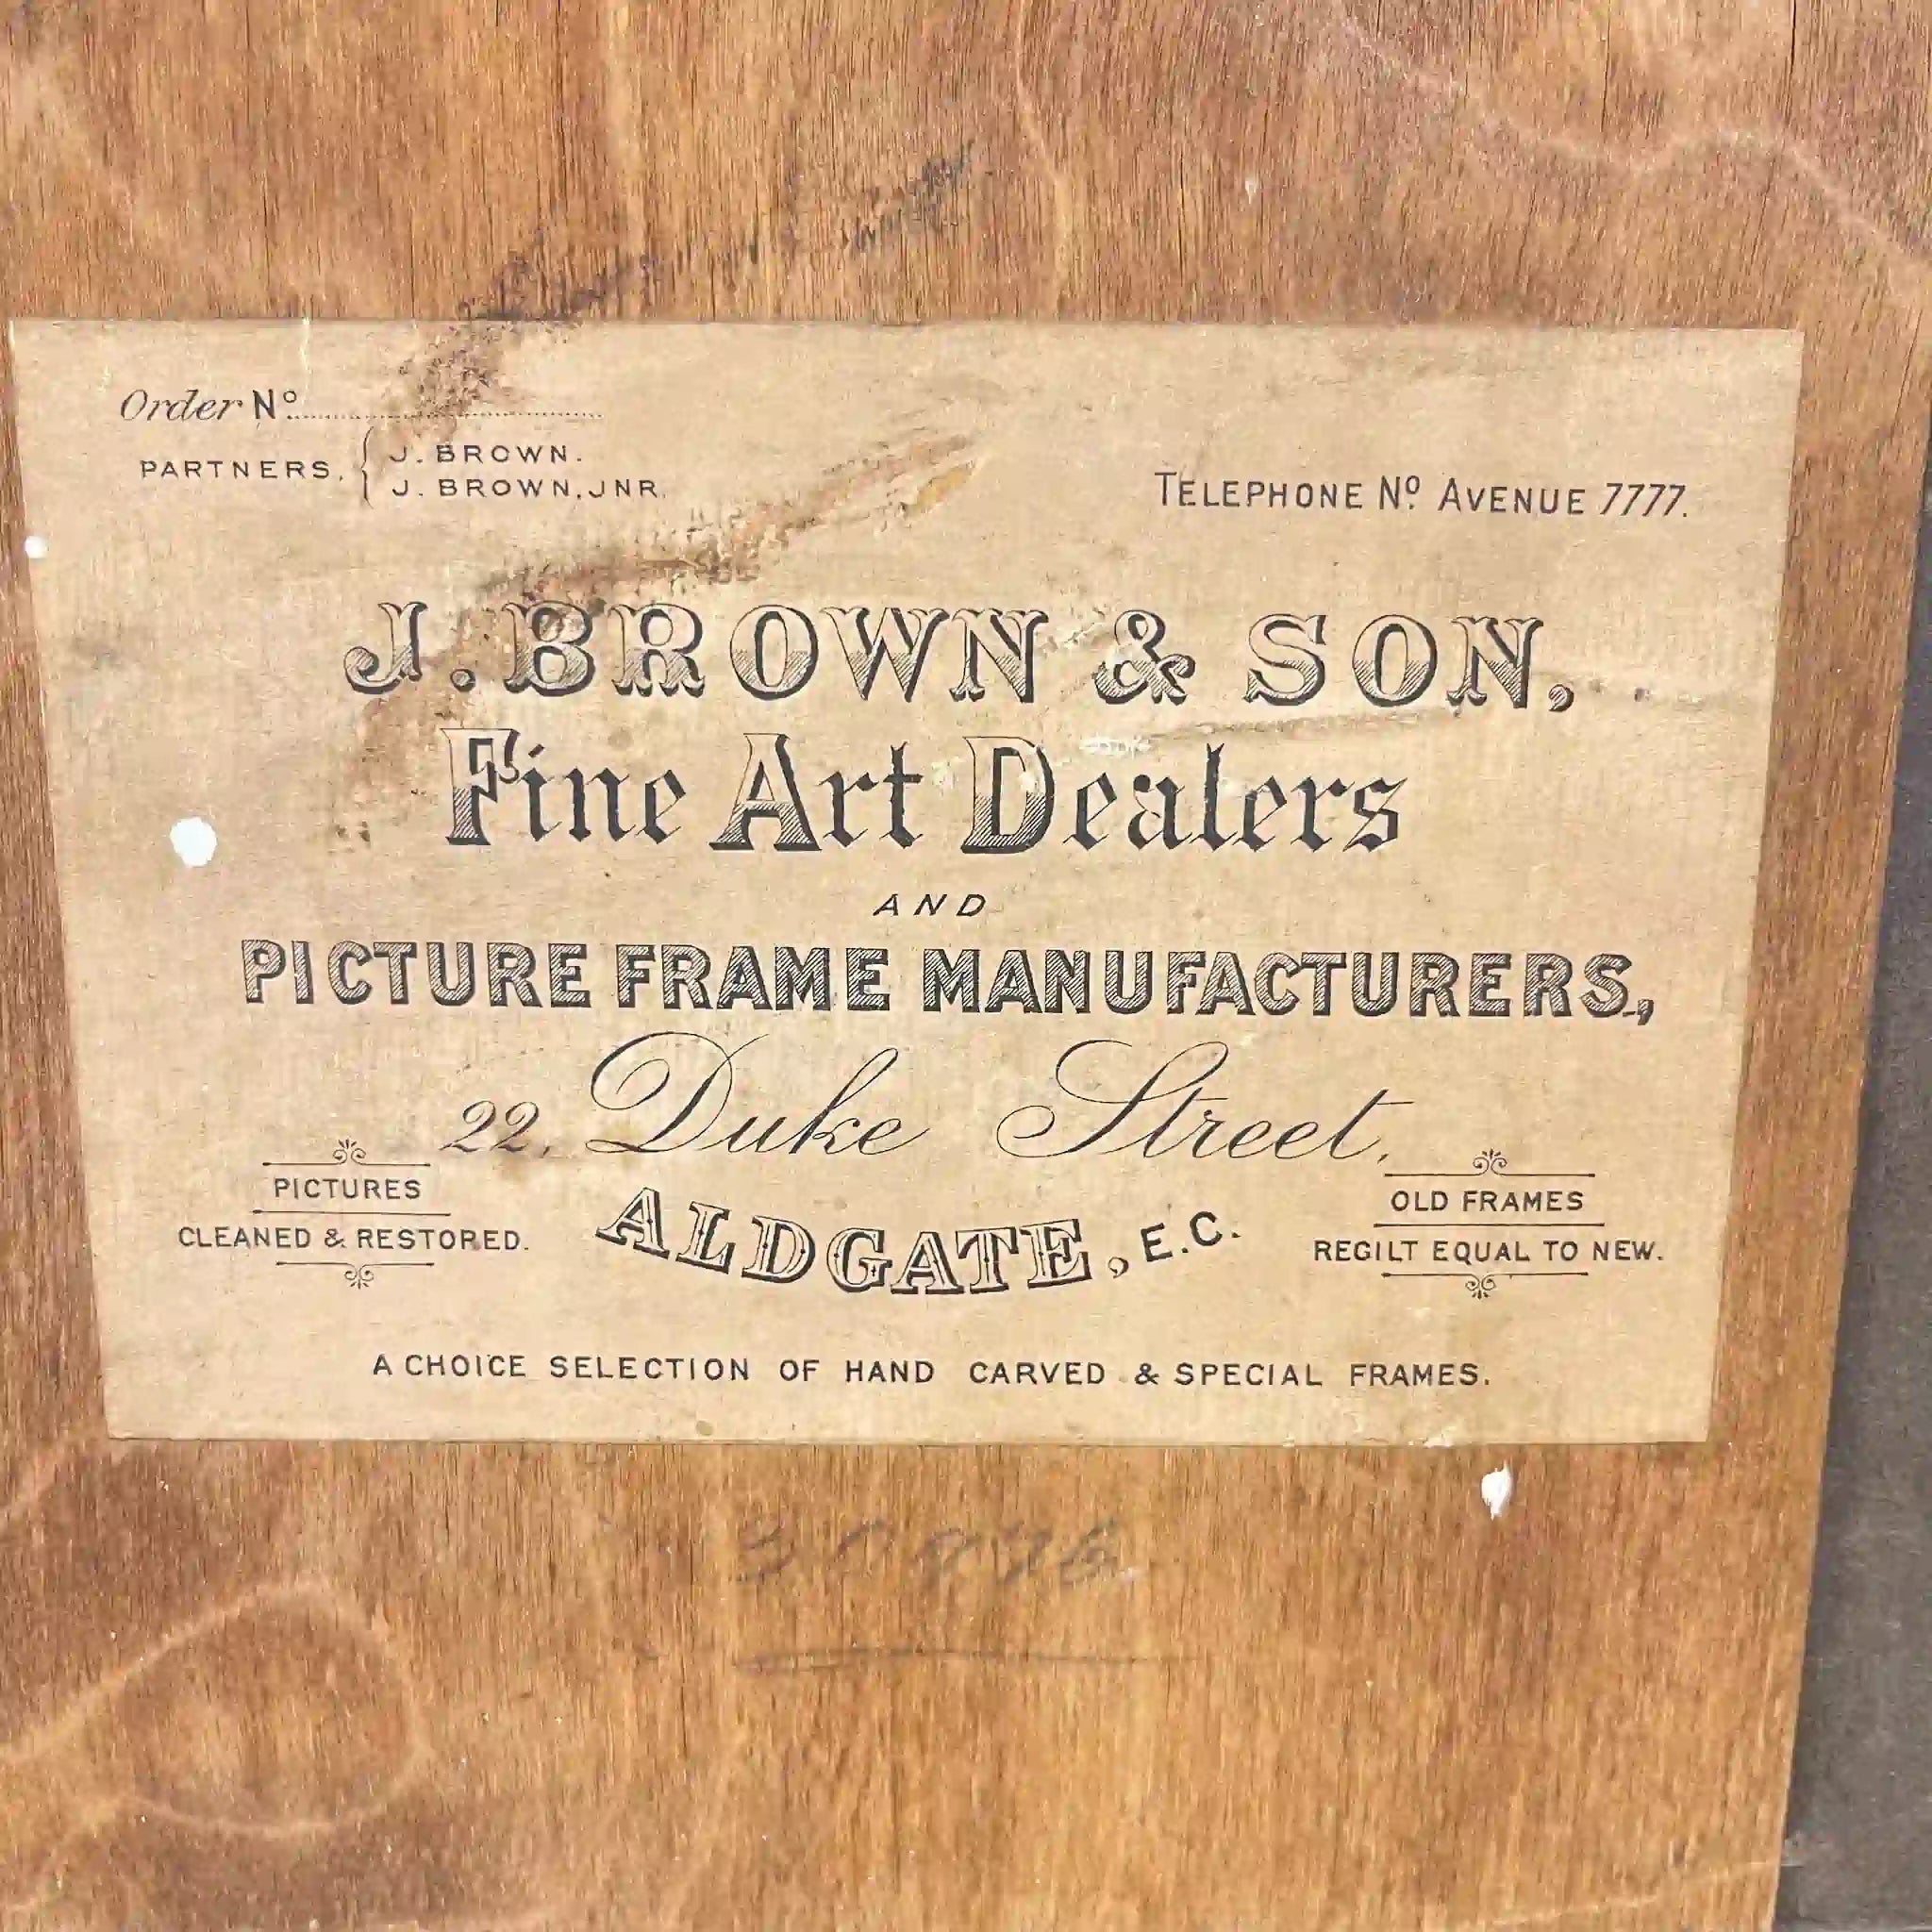 Order Nº
PARTNERS, { J. BROWN.
J. BROWN, JNR.
TELEPHONE Nº AVENUE 7777.
J. BROWN & SON,
Fine Art Dealers
AND
PICTURE FRAME MANUFACTURERS,
22, Duke Street,
ALDGATE, E.C.
PICTURES
CLEANED & RESTORED.
OLD FRAMES
REGILT EQUAL TO NEW.
A CHOICE SELECTION OF HAND CARVED & SPECIAL FRAMES.